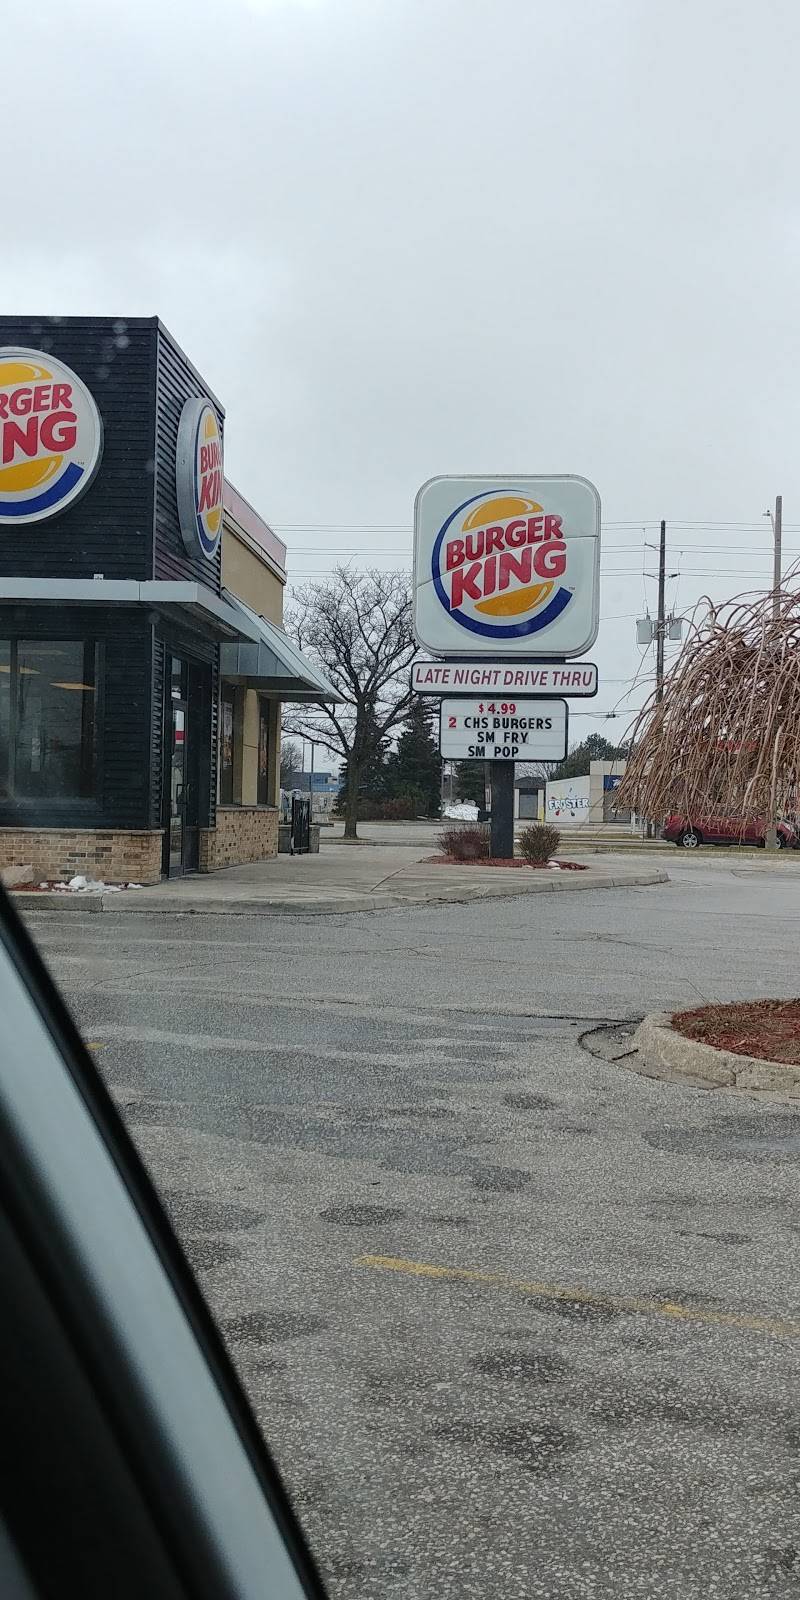 RGER
NG
BUR
KIN
BURGER
KING
LATE NIGHT DRIVE THRU
$4.99
2 CHS BURGERS
SM FRY
SM POP
FROSTER